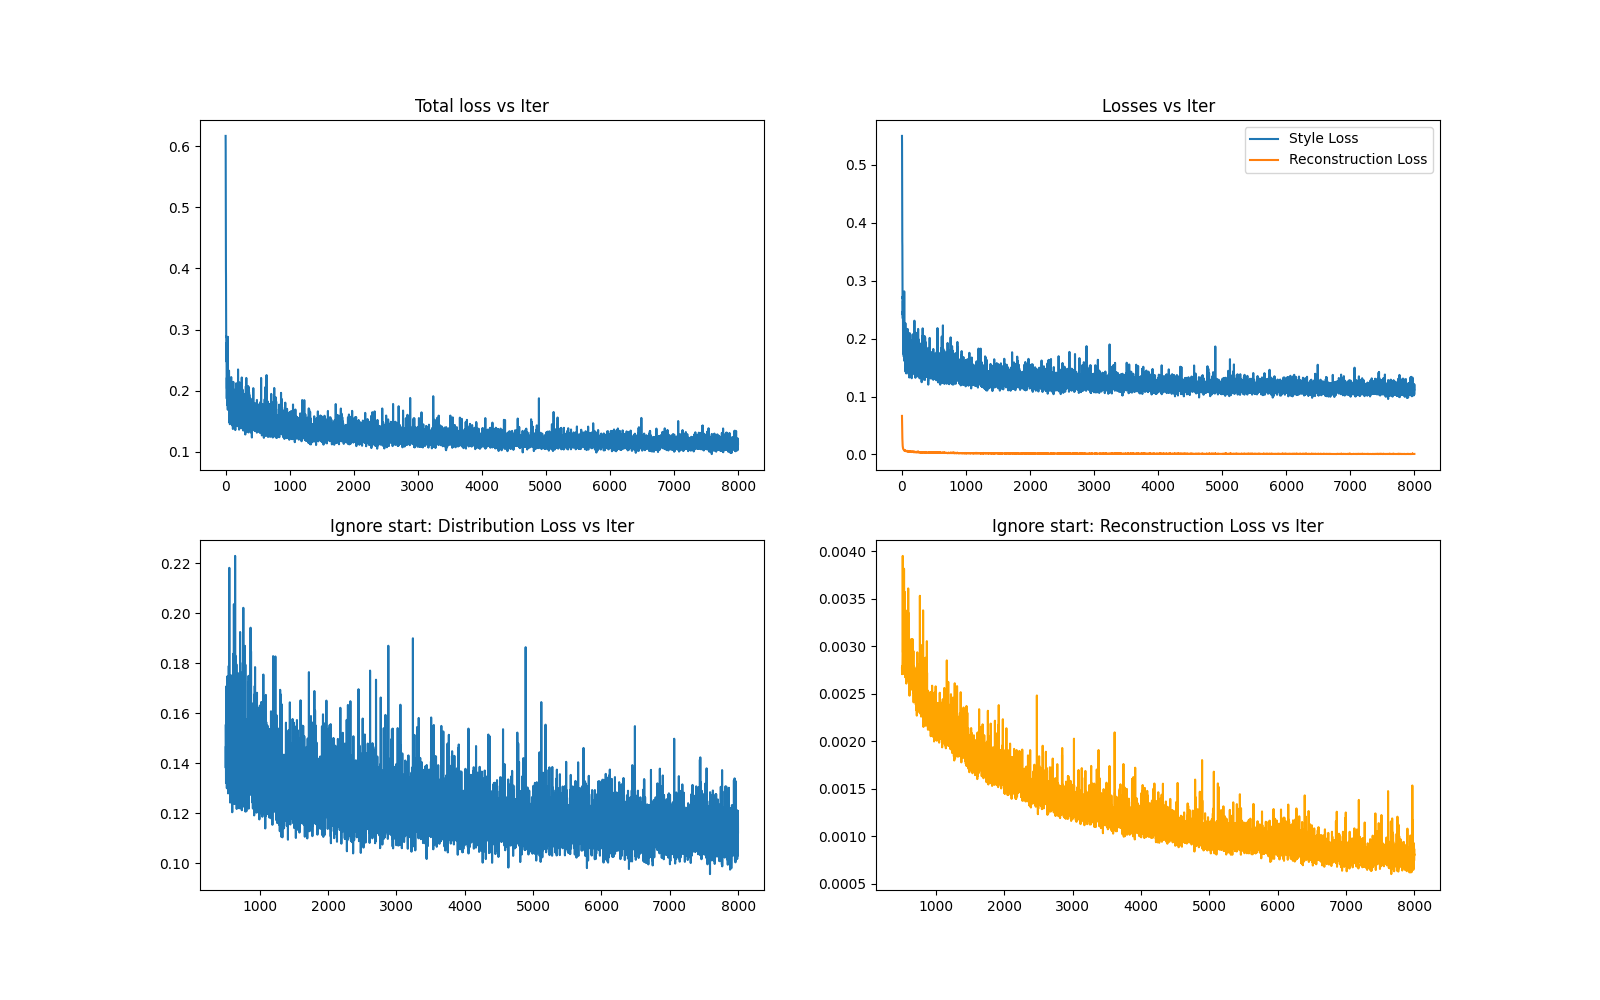 Total loss vs Iter
0.6
0.5
0.4
0.3
0.2
0.1
0 1000 2000 3000 4000 5000 6000 7000 8000
Losses vs Iter
Style Loss
Reconstruction Loss
0.5
0.4
0.3
0.2
0.1
0.0
0 1000 2000 3000 4000 5000 6000 7000 8000
Ignore start: Distribution Loss vs Iter
0.22
0.20
0.18
0.16
0.14
0.12
0.10
1000 2000 3000 4000 5000 6000 7000 8000
Ignore start: Reconstruction Loss vs Iter
0.0040
0.0035
0.0030
0.0025
0.0020
0.0015
0.0010
0.0005
1000 2000 3000 4000 5000 6000 7000 8000